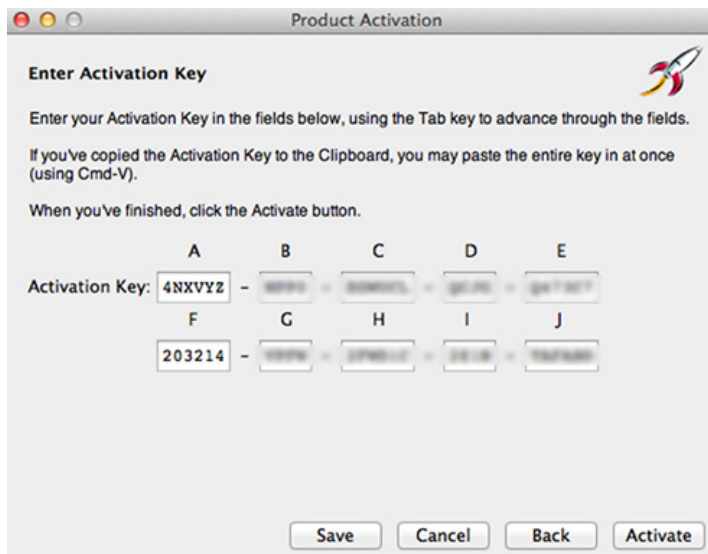 Product Activation
Enter Activation Key
Enter your Activation Key in the fields below, using the Tab key to advance through the fields.
If you've copied the Activation Key to the Clipboard, you may paste the entire key in at once
(using Cmd-V).
When you've finished, click the Activate button.
A B C D E
Activation Key: 4NXVYZ -
F G H I J
203214 -
Save Cancel Back Activate